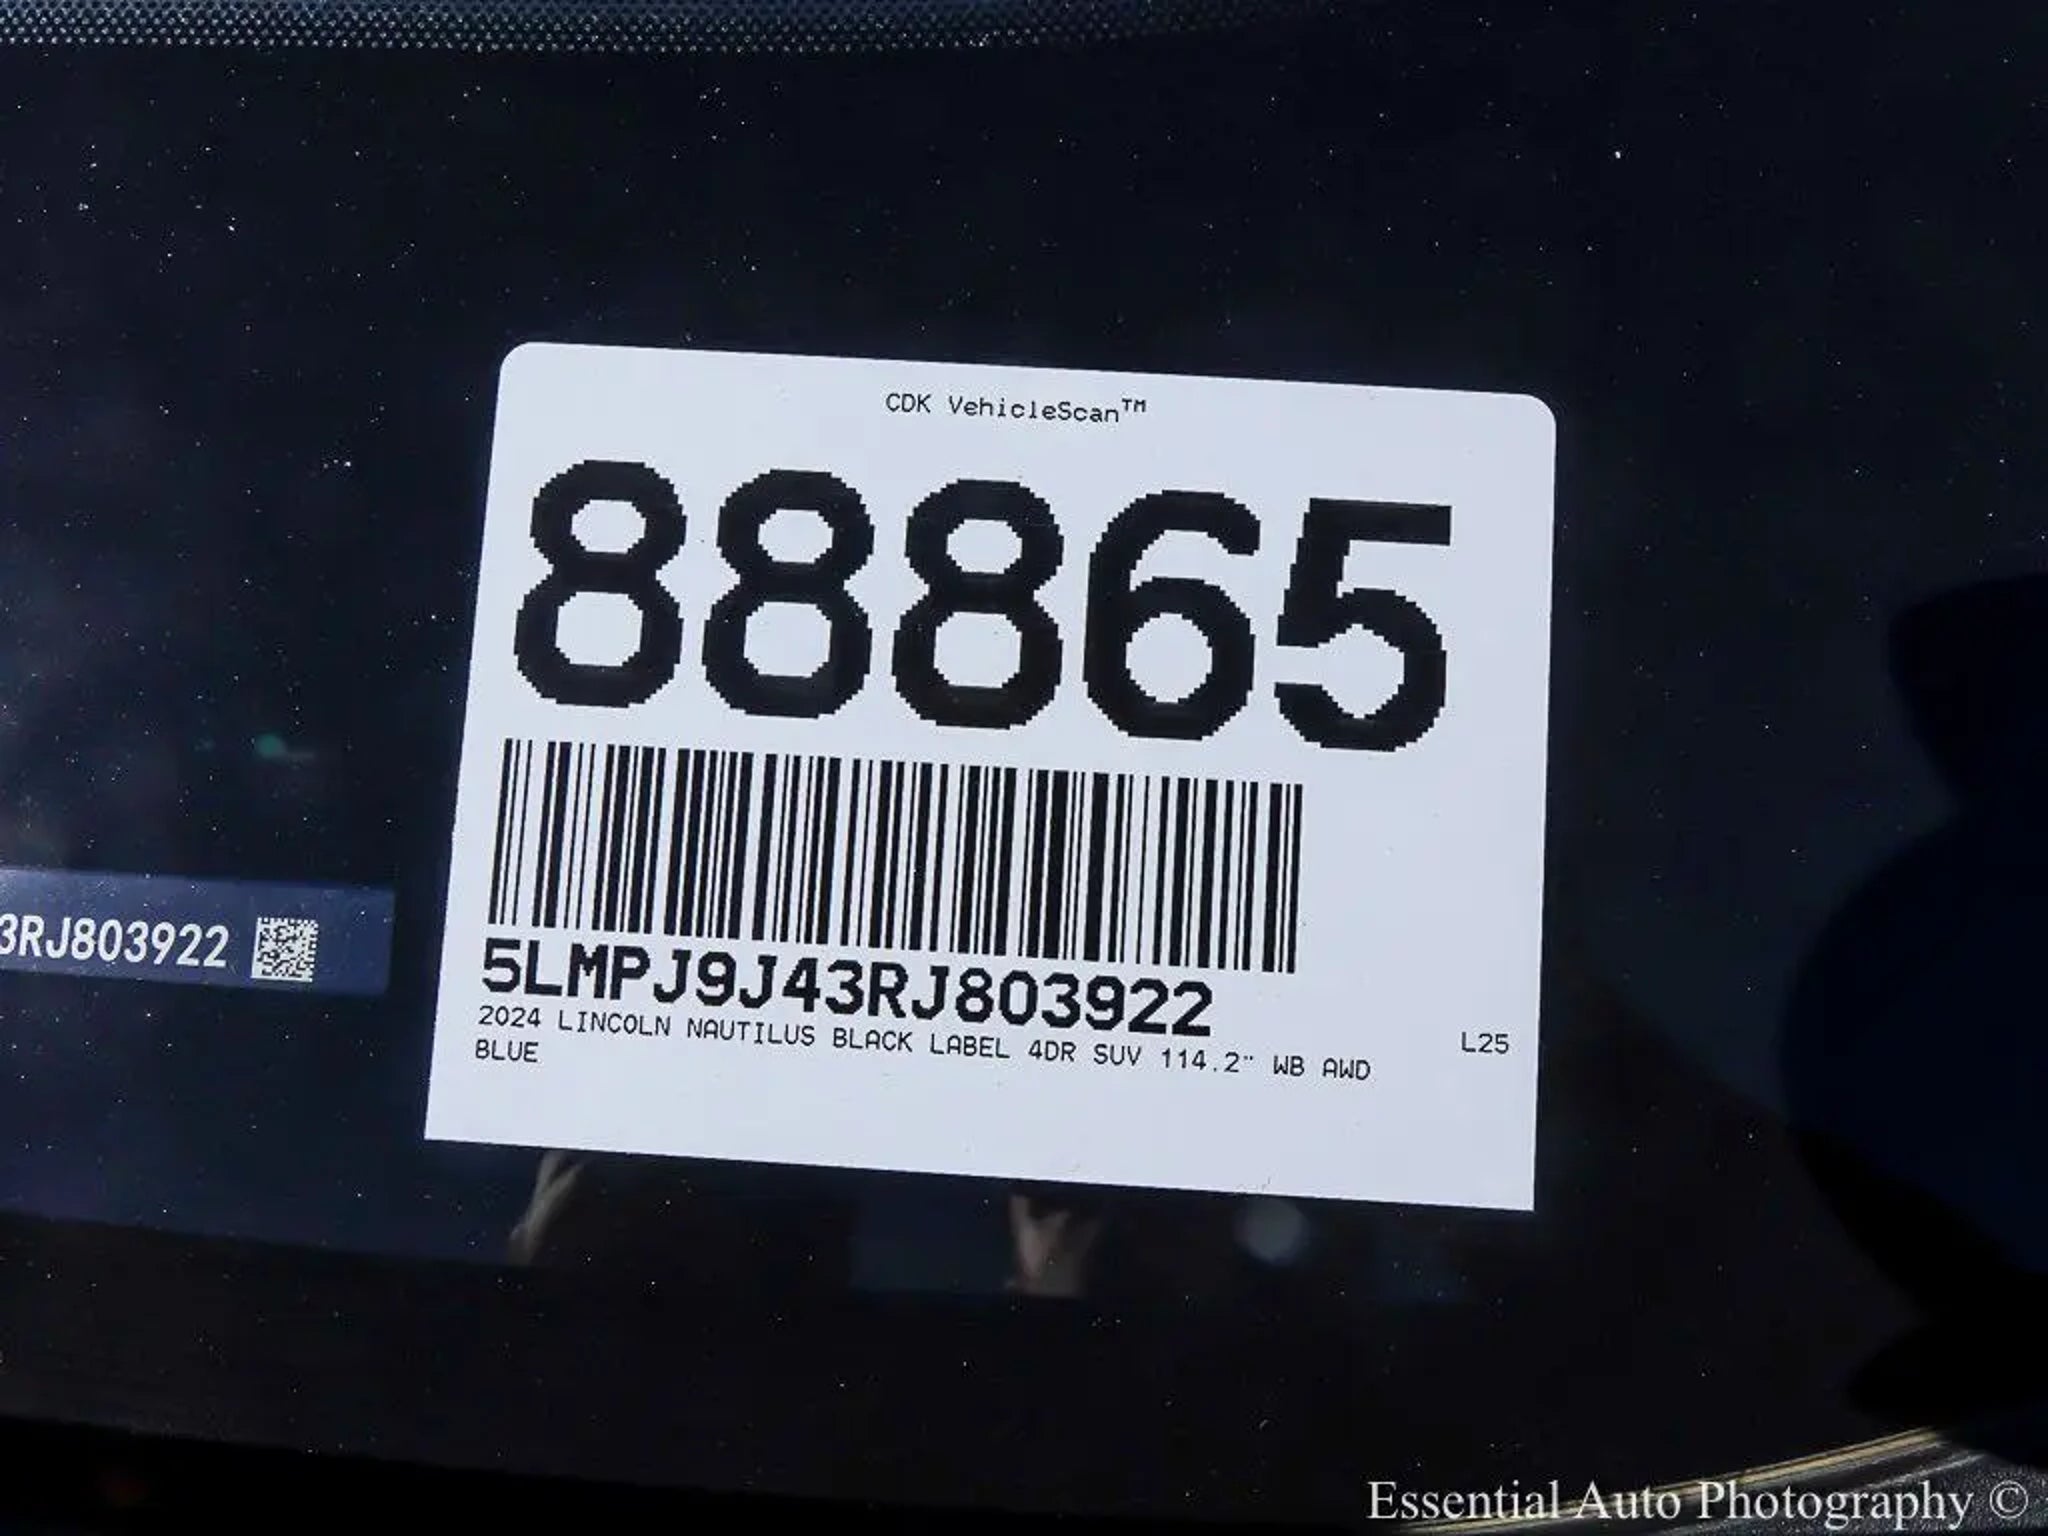 CDK VehicleScan™
88865
3RJ803922
5LMPJ9J43RJ803922
2024 LINCOLN NAUTILUS BLACK LABEL 4DR SUV 114.2" WB AWD L25
BLUE
Essential Auto Photography ©